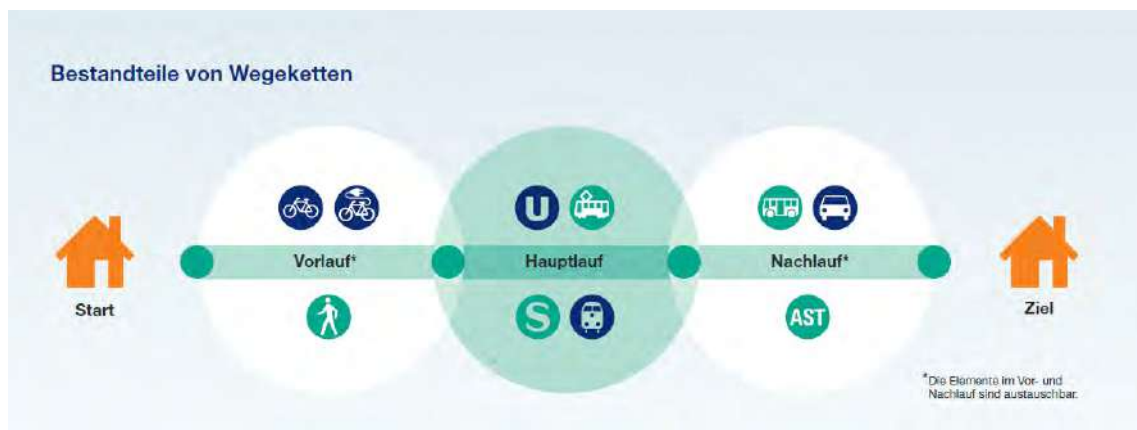 Bestandteile von Wegeketten
U
Vorlauf*
Hauptlauf
Nachlauf*
Start
S
AST
Ziel
*Die Elemente im Vor- und
Nachlauf sind austauschbar.